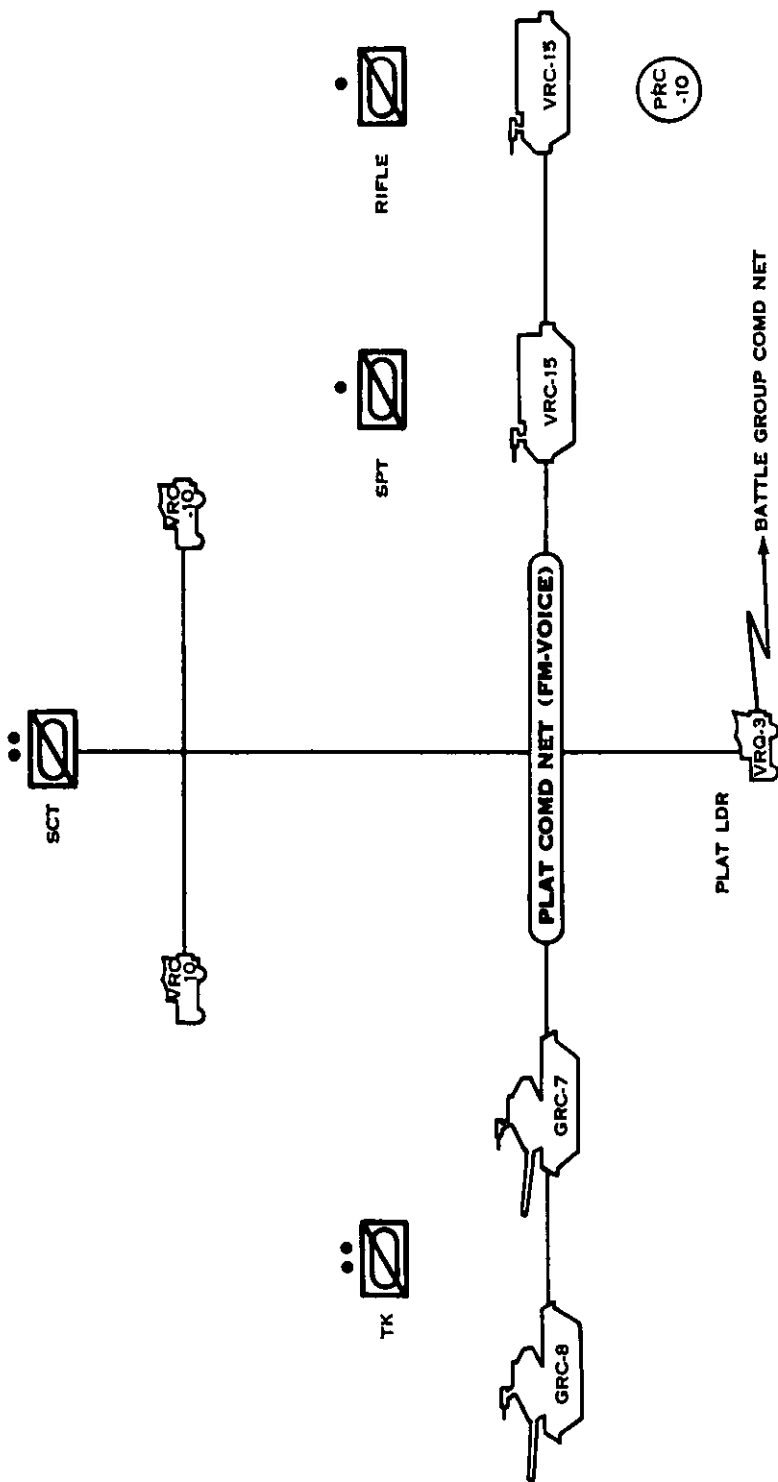 SCT
VRC
-10
VRC
-10
TK
SPT
RIFLE
GRC-8
GRC-7
PLAT COMD NET (FM-VOICE)
VRC-15
VRC-15
PRC
-10
PLAT LDR
VRQ-3
BATTLE GROUP COMD NET